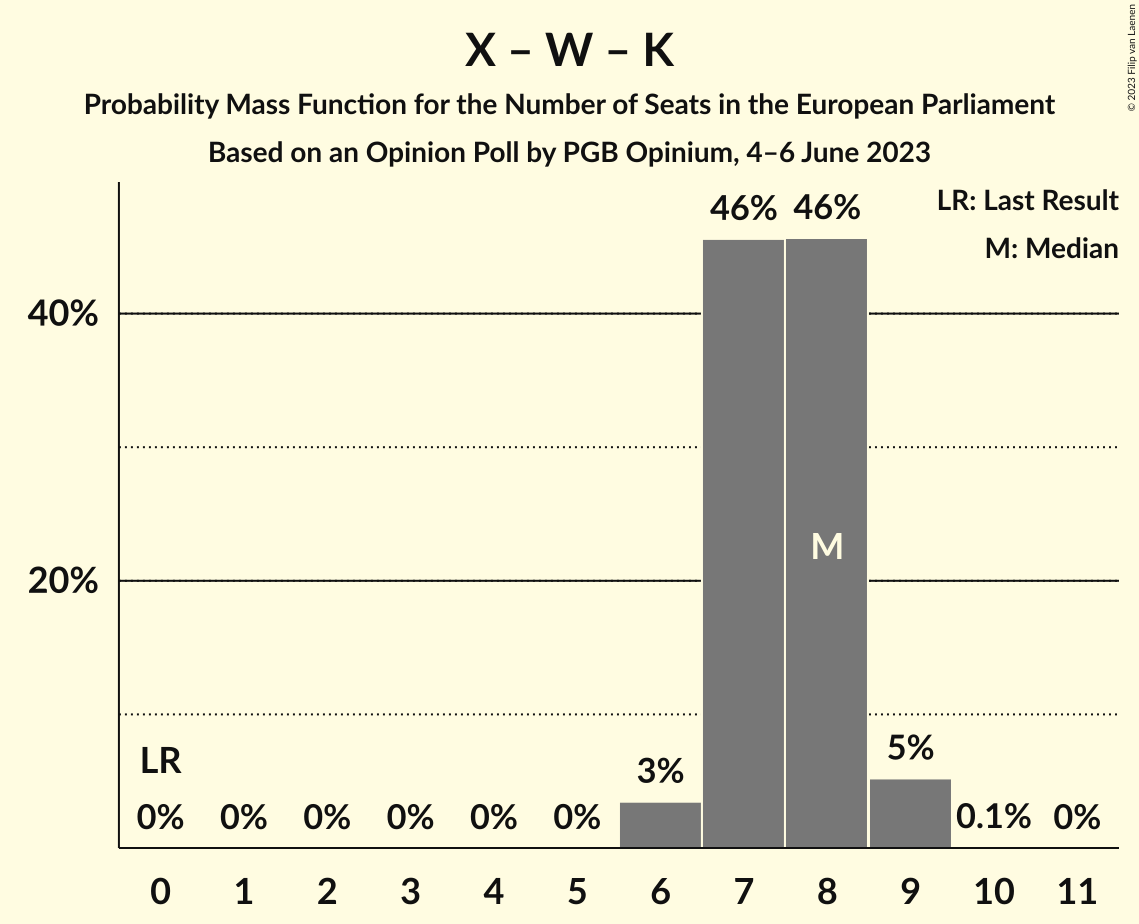 X – W – K
Probability Mass Function for the Number of Seats in the European Parliament
Based on an Opinion Poll by PGB Opinium, 4–6 June 2023
© 2023 Filip van Laenen
LR: Last Result
M: Median
46% 46%
40%
M
20%
LR
5%
3%
0% 0% 0% 0% 0% 0% 0.1% 0%
0 1 2 3 4 5 6 7 8 9 10 11